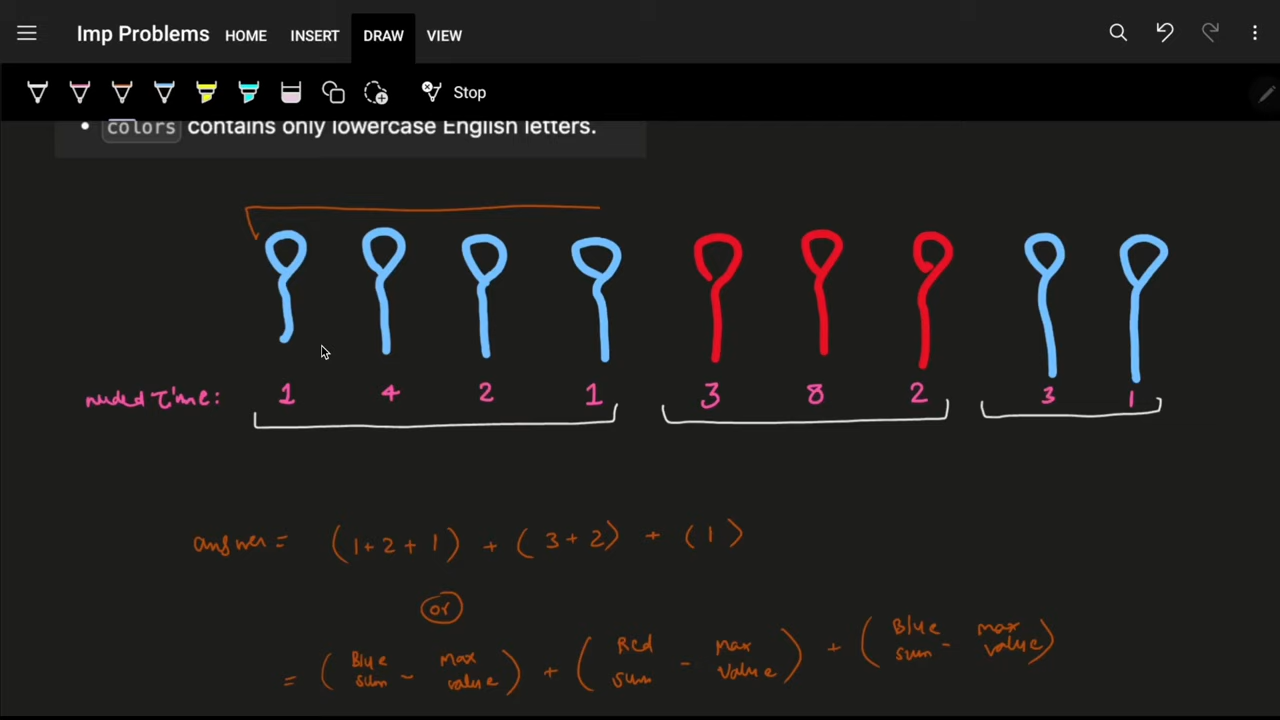 Imp Problems HOME INSERT DRAW VIEW
Stop
• colors contains only lowercase English letters.
needed Time: 1 4 2 1 3 8 2 3 1
answer = (1+2+1) + (3+2) + (1)
or
= (Blue sum - max value) + (Red sum - max value) + (Blue sum - max value)